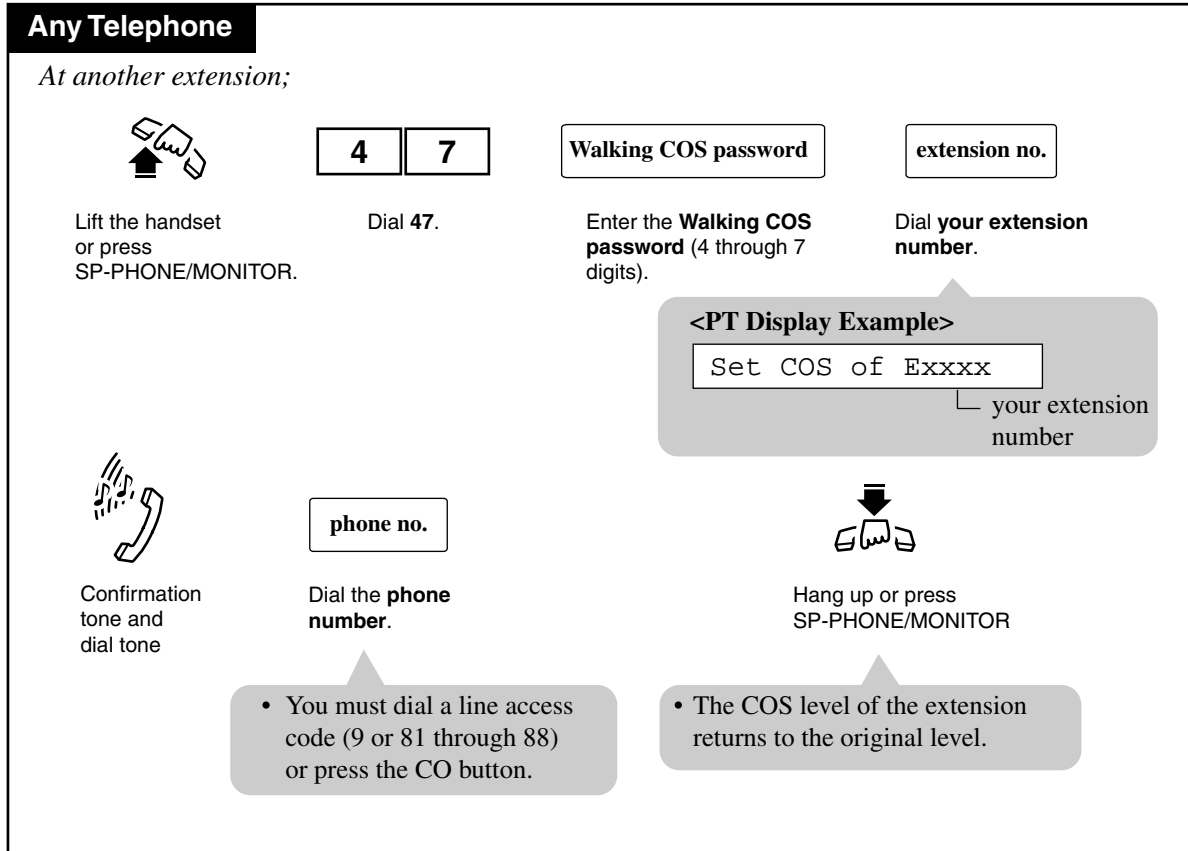 Any Telephone
At another extension;
4 7
Walking COS password
extension no.
Lift the handset
or press
SP-PHONE/MONITOR.
Dial 47.
Enter the Walking COS
password (4 through 7
digits).
Dial your extension
number.
<PT Display Example>
Set COS of Exxxx
your extension
number
phone no.
Confirmation
tone and
dial tone
Dial the phone
number.
Hang up or press
SP-PHONE/MONITOR
• You must dial a line access
code (9 or 81 through 88)
or press the CO button.
• The COS level of the extension
returns to the original level.